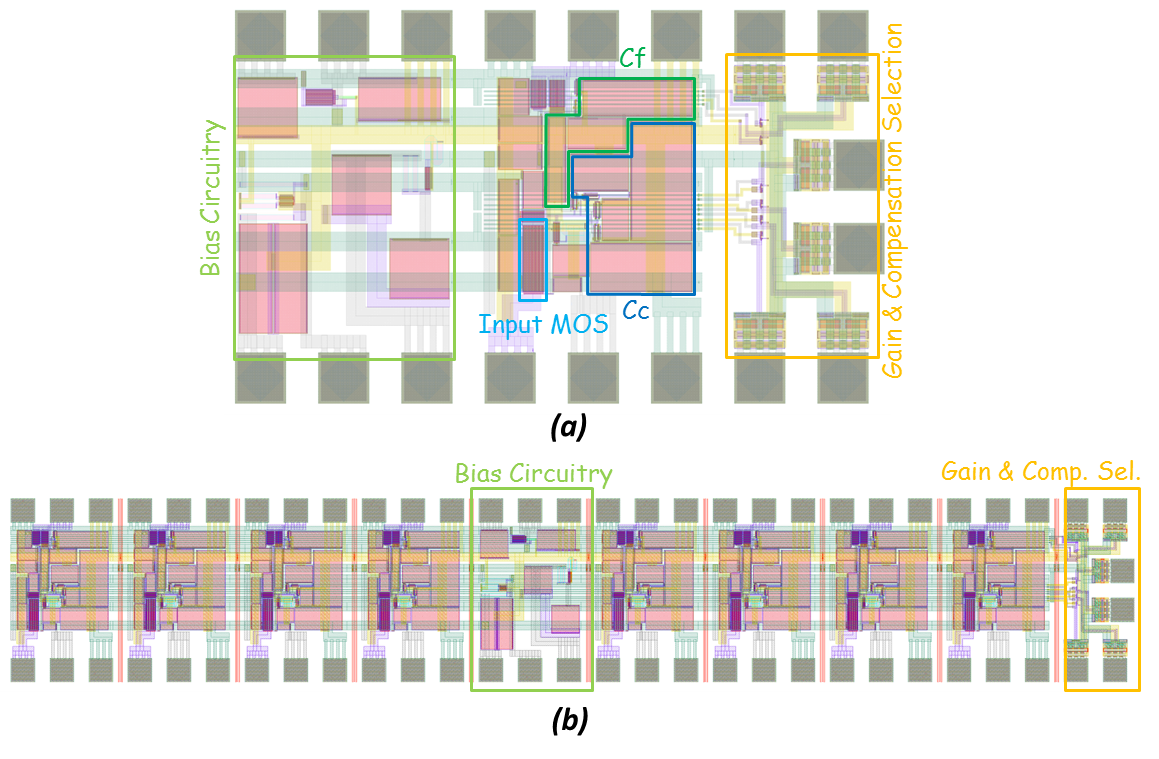 Cf
Bias Circuitry
Gain & Compensation Selection
Input MOS
Cc
(a)
Bias Circuitry
Gain & Comp. Sel.
(b)